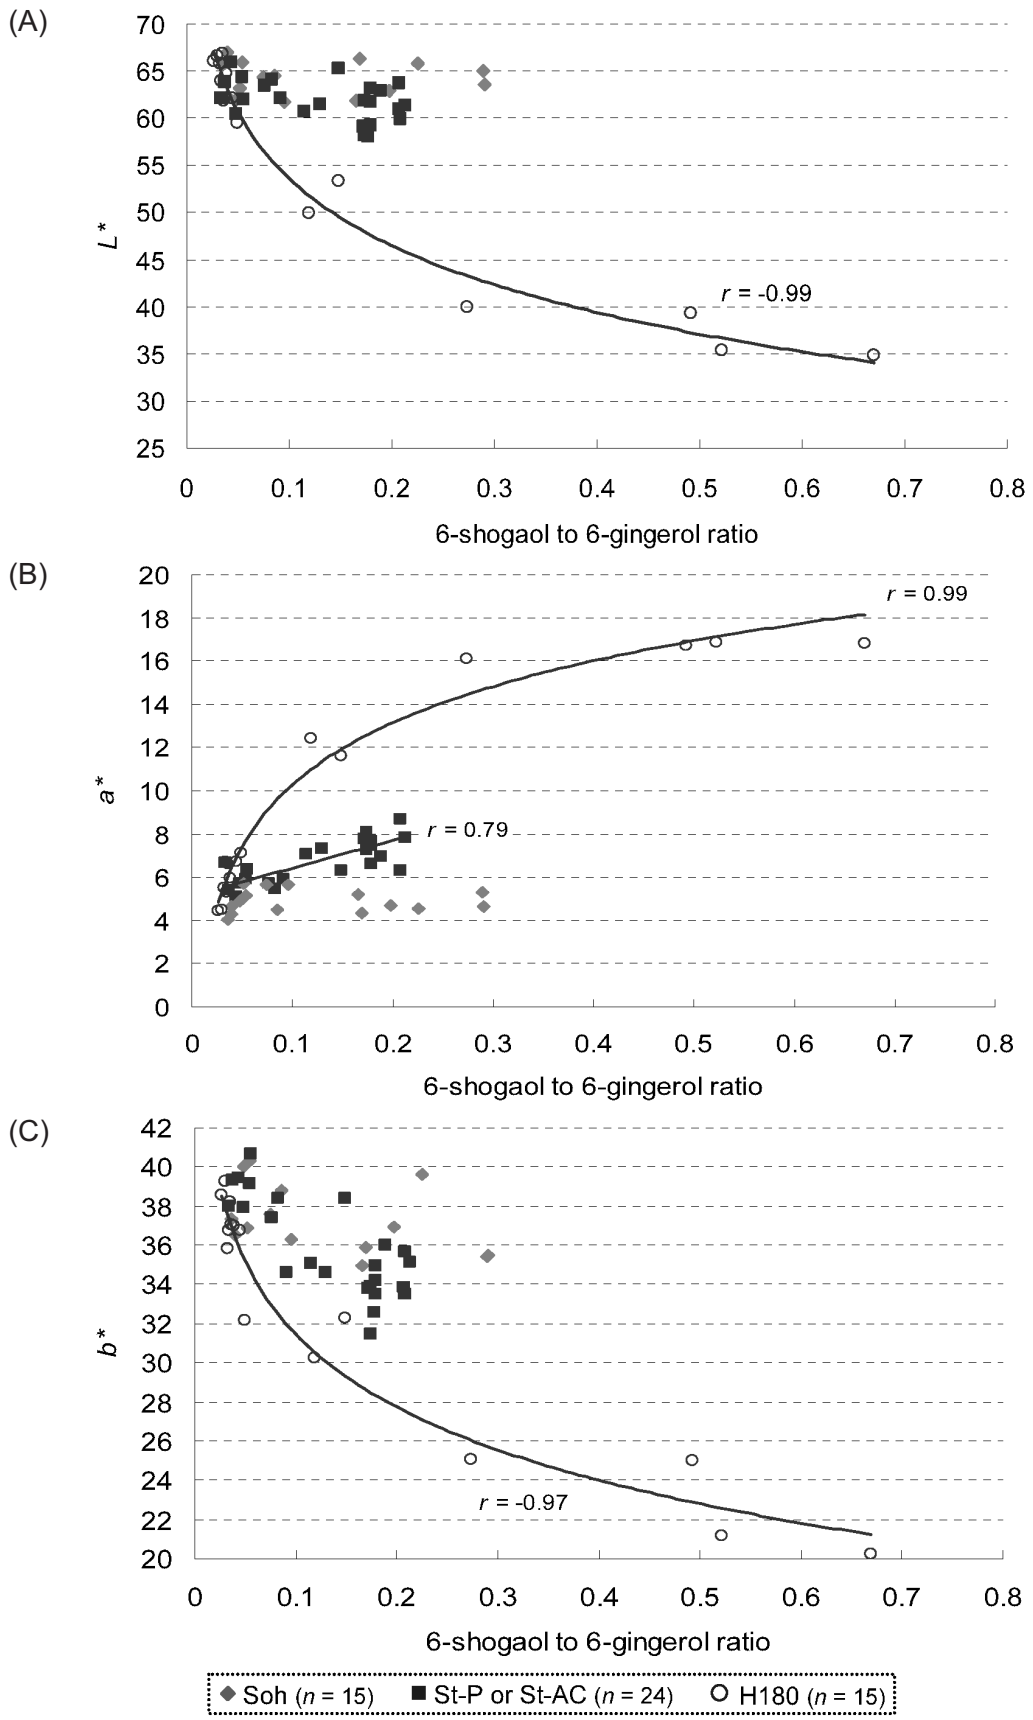 (A)
70
65
60
55
50
45
40
35
30
25
L*
r = -0.99
0 0.1 0.2 0.3 0.4 0.5 0.6 0.7 0.8
6-shogaol to 6-gingerol ratio
(B)
20
18
16
14
12
10
8
6
4
2
0
a*
r = 0.99
r = 0.79
0 0.1 0.2 0.3 0.4 0.5 0.6 0.7 0.8
6-shogaol to 6-gingerol ratio
(C)
42
40
38
36
34
32
30
28
26
24
22
20
b*
r = -0.97
0 0.1 0.2 0.3 0.4 0.5 0.6 0.7 0.8
6-shogaol to 6-gingerol ratio
Soh (n = 15) St-P or St-AC (n = 24) H180 (n = 15)